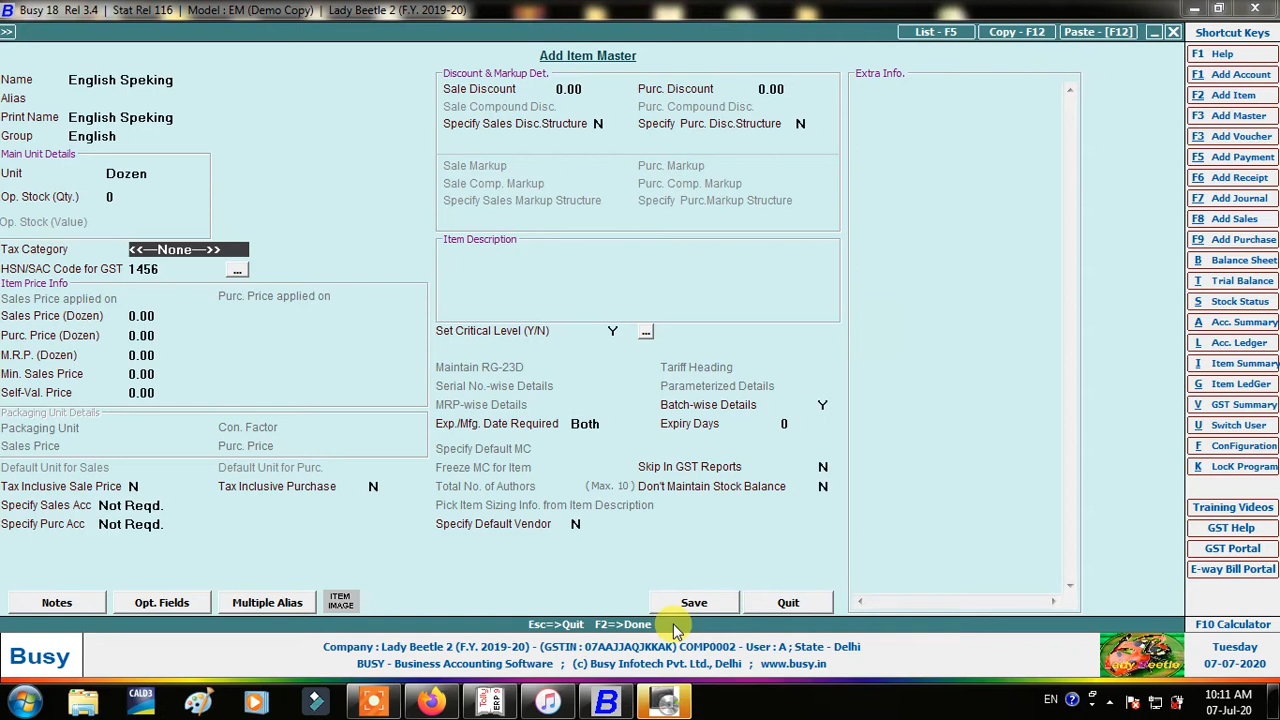 Busy 18 Rel 3.4 | Stat Rel 116 | Model : EM (Demo Copy) | Lady Beetle 2 (F.Y. 2019-20)
>> List - F5 Copy - F12 Paste - [F12]
Shortcut Keys
Add Item Master
Name English Speking
Alias
Print Name English Speking
Group English
Main Unit Details
Unit Dozen
Op. Stock (Qty.) 0
Op. Stock (Value)
Tax Category <<—None—>>
HSN/SAC Code for GST 1456 ...
Item Price Info
Sales Price applied on Purc. Price applied on
Sales Price (Dozen) 0.00
Purc. Price (Dozen) 0.00
M.R.P. (Dozen) 0.00
Min. Sales Price 0.00
Self-Val. Price 0.00
Packaging Unit Details
Packaging Unit Con. Factor
Sales Price Purc. Price
Default Unit for Sales Default Unit for Purc.
Tax Inclusive Sale Price N Tax Inclusive Purchase N
Specify Sales Acc Not Reqd.
Specify Purc Acc Not Reqd.
Discount & Markup Det.
Sale Discount 0.00 Purc. Discount 0.00
Sale Compound Disc. Purc. Compound Disc.
Specify Sales Disc.Structure N Specify Purc. Disc.Structure N
Sale Markup Purc. Markup
Sale Comp. Markup Purc. Comp. Markup
Specify Sales Markup Structure Specify Purc.Markup Structure
Item Description
Set Critical Level (Y/N) Y ...
Maintain RG-23D Tariff Heading
Serial No.-wise Details Parameterized Details
MRP-wise Details Batch-wise Details Y
Exp./Mfg. Date Required Both Expiry Days 0
Specify Default MC
Freeze MC for Item Skip In GST Reports N
Total No. of Authors (Max. 10) Don't Maintain Stock Balance N
Pick Item Sizing Info. from Item Description
Specify Default Vendor N
Extra Info.
Notes Opt. Fields Multiple Alias ITEM IMAGE Save Quit
Esc=>Quit F2=>Done
F1 Help
F1 Add Account
F2 Add Item
F3 Add Master
F3 Add Voucher
F5 Add Payment
F6 Add Receipt
F7 Add Journal
F8 Add Sales
F9 Add Purchase
B Balance Sheet
T Trial Balance
S Stock Status
A Acc. Summary
L Acc. Ledger
I Item Summary
G Item LedGer
V GST Summary
U Switch User
F ConFiguration
K LocK Program
Training Videos
GST Help
GST Portal
E-way Bill Portal
F10 Calculator
Busy
Company : Lady Beetle 2 (F.Y. 2019-20) - (GSTIN : 07AAJJAQJKKAK) COMP0002 - User : A ; State - Delhi
BUSY - Business Accounting Software ; (c) Busy Infotech Pvt. Ltd., Delhi ; www.busy.in
Lady Beetle
Tuesday
07-07-2020
CALD3
Tally ERP 9
B
EN
10:11 AM
07-Jul-20